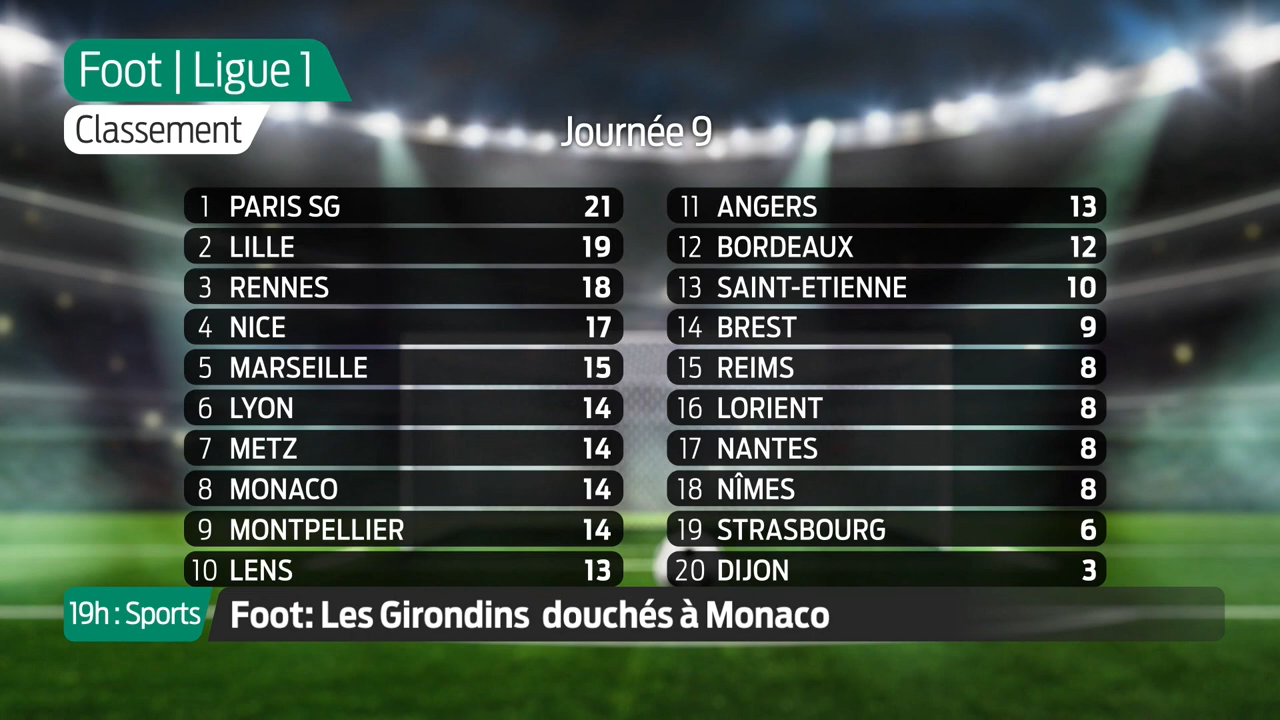 Foot | Ligue 1
Classement
Journée 9
1 PARIS SG 21
2 LILLE 19
3 RENNES 18
4 NICE 17
5 MARSEILLE 15
6 LYON 14
7 METZ 14
8 MONACO 14
9 MONTPELLIER 14
10 LENS 13
11 ANGERS 13
12 BORDEAUX 12
13 SAINT-ETIENNE 10
14 BREST 9
15 REIMS 8
16 LORIENT 8
17 NANTES 8
18 NÎMES 8
19 STRASBOURG 6
20 DIJON 3
19h : Sports
Foot: Les Girondins douchés à Monaco